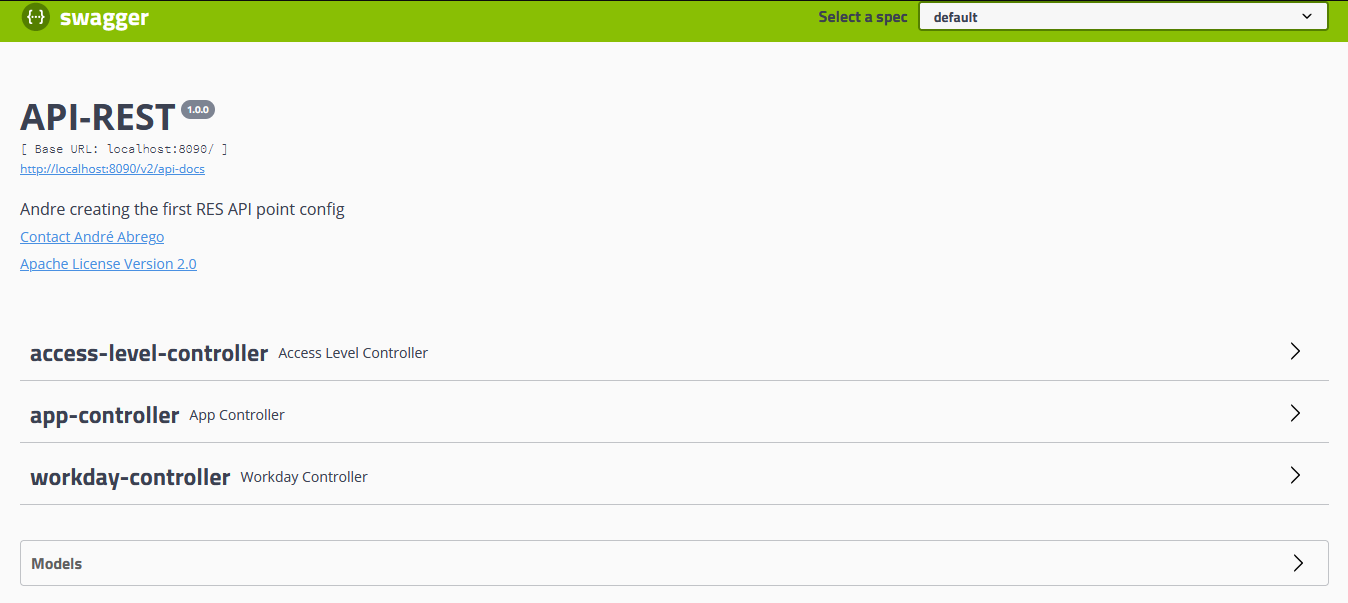 {···} swagger
Select a spec default
API-REST 1.0.0
[ Base URL: localhost:8090/ ]
http://localhost:8090/v2/api-docs
Andre creating the first RES API point config
Contact André Abrego
Apache License Version 2.0
access-level-controller Access Level Controller
app-controller App Controller
workday-controller Workday Controller
Models